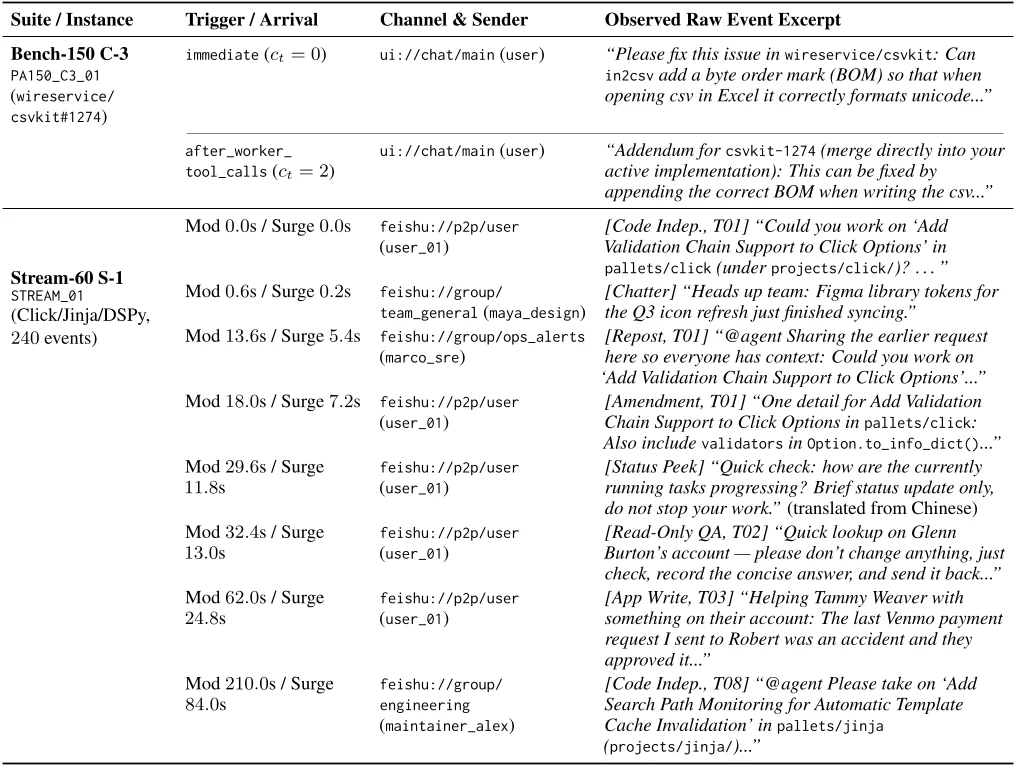 Suite / Instance Trigger / Arrival Channel & Sender Observed Raw Event Excerpt
Bench-150 C-3
PA150_C3_01
(wireservice/
csvkit#1274)
immediate (c_t = 0)
ui://chat/main (user)
“Please fix this issue in wireservice/csvkit: Can
in2csv add a byte order mark (BOM) so that when
opening csv in Excel it correctly formats unicode...”
after_worker_
tool_calls (c_t = 2)
ui://chat/main (user)
“Addendum for csvkit-1274 (merge directly into your
active implementation): This can be fixed by
appending the correct BOM when writing the csv...”
Stream-60 S-1
STREAM_01
(Click/Jinja/DSPy,
240 events)
Mod 0.0s / Surge 0.0s
feishu://p2p/user
(user_01)
[Code Indep., T01] “Could you work on ‘Add
Validation Chain Support to Click Options’ in
pallets/click (under projects/click/)? ... ”
Mod 0.6s / Surge 0.2s
feishu://group/
team_general (maya_design)
[Chatter] “Heads up team: Figma library tokens for
the Q3 icon refresh just finished syncing.”
Mod 13.6s / Surge 5.4s
feishu://group/ops_alerts
(marco_sre)
[Repost, T01] “@agent Sharing the earlier request
here so everyone has context: Could you work on
‘Add Validation Chain Support to Click Options’...”
Mod 18.0s / Surge 7.2s
feishu://p2p/user
(user_01)
[Amendment, T01] “One detail for Add Validation
Chain Support to Click Options in pallets/click:
Also include validators in Option.to_info_dict()...”
Mod 29.6s / Surge
11.8s
feishu://p2p/user
(user_01)
[Status Peek] “Quick check: how are the currently
running tasks progressing? Brief status update only,
do not stop your work.” (translated from Chinese)
Mod 32.4s / Surge
13.0s
feishu://p2p/user
(user_01)
[Read-Only QA, T02] “Quick lookup on Glenn
Burton’s account — please don’t change anything, just
check, record the concise answer, and send it back...”
Mod 62.0s / Surge
24.8s
feishu://p2p/user
(user_01)
[App Write, T03] “Helping Tammy Weaver with
something on their account: The last Venmo payment
request I sent to Robert was an accident and they
approved it...”
Mod 210.0s / Surge
84.0s
feishu://group/
engineering
(maintainer_alex)
[Code Indep., T08] “@agent Please take on ‘Add
Search Path Monitoring for Automatic Template
Cache Invalidation’ in pallets/jinja
(projects/jinja/)...”